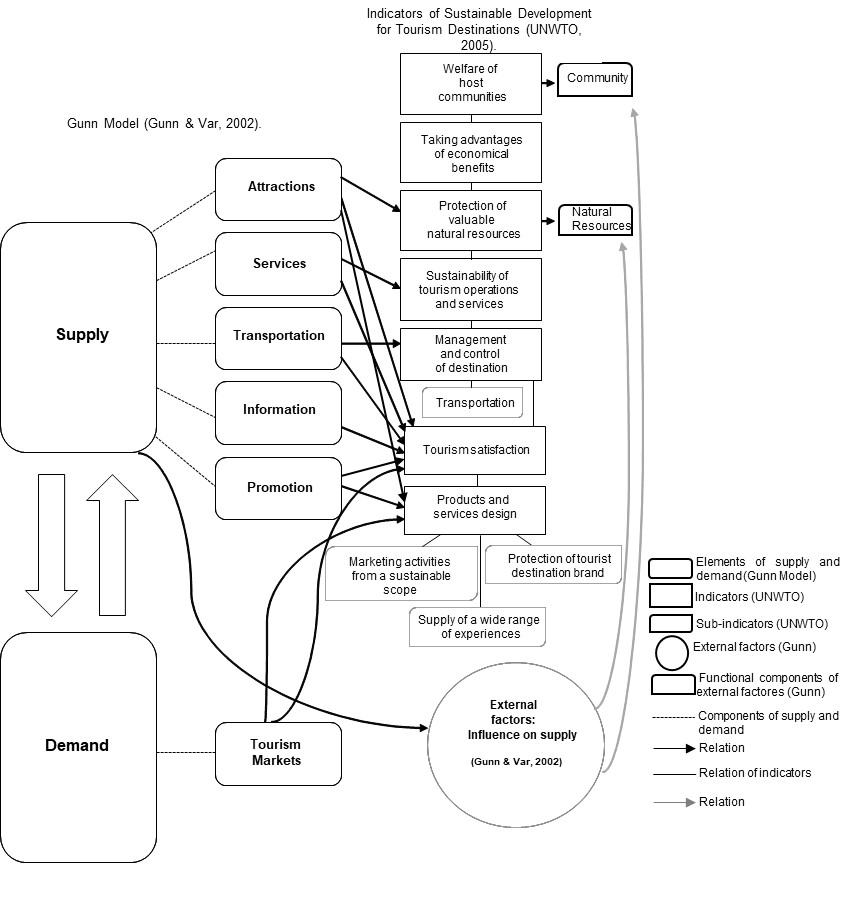 Indicators of Sustainable Development
for Tourism Destinations (UNWTO,
2005).
Gunn Model (Gunn & Var, 2002).
Welfare of
host
communities
Community
Taking advantages
of economical
benefits
Attractions
Protection of
valuable
natural resources
Natural
Resources
Services
Sustainability of
tourism operations
and services
Supply
Transportation
Management
and control
of destination
Information
Transportation
Tourism satisfaction
Promotion
Products and
services design
Marketing activities
from a sustainable
scope
Protection of tourist
destination brand
Supply of a wide range
of experiences
Elements of supply and
demand (Gunn Model)
Indicators (UNWTO)
Sub-indicators (UNWTO)
External factors (Gunn)
Functional components of
external factores (Gunn)
Components of supply and
demand
Relation
Relation of indicators
Relation
Demand
Tourism
Markets
External
factors:
Influence on supply
(Gunn & Var, 2002)